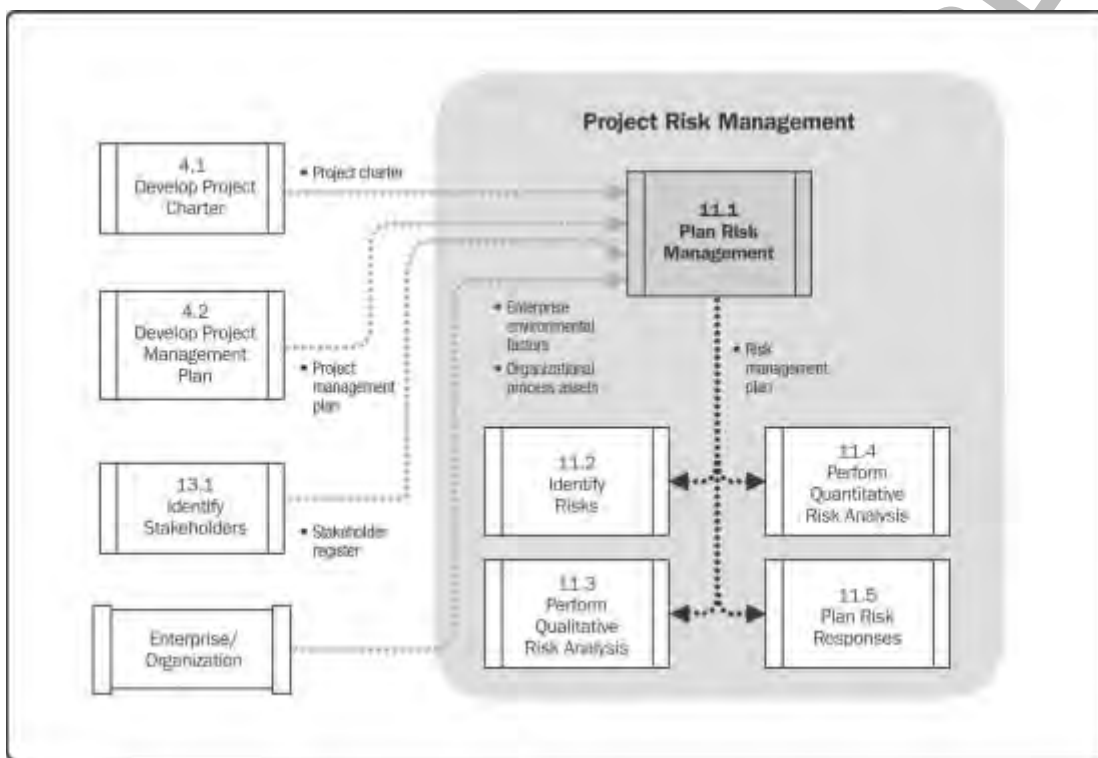 Project Risk Management
4.1
Develop Project
Charter
• Project charter
11.1
Plan Risk
Management
4.2
Develop Project
Management
Plan
• Project
management
plan
• Enterprise
environmental
factors
• Organizational
process assets
• Risk
management
plan
13.1
Identify
Stakeholders
• Stakeholder
register
11.2
Identify
Risks
11.4
Perform
Quantitative
Risk Analysis
11.3
Perform
Qualitative
Risk Analysis
11.5
Plan Risk
Responses
Enterprise/
Organization